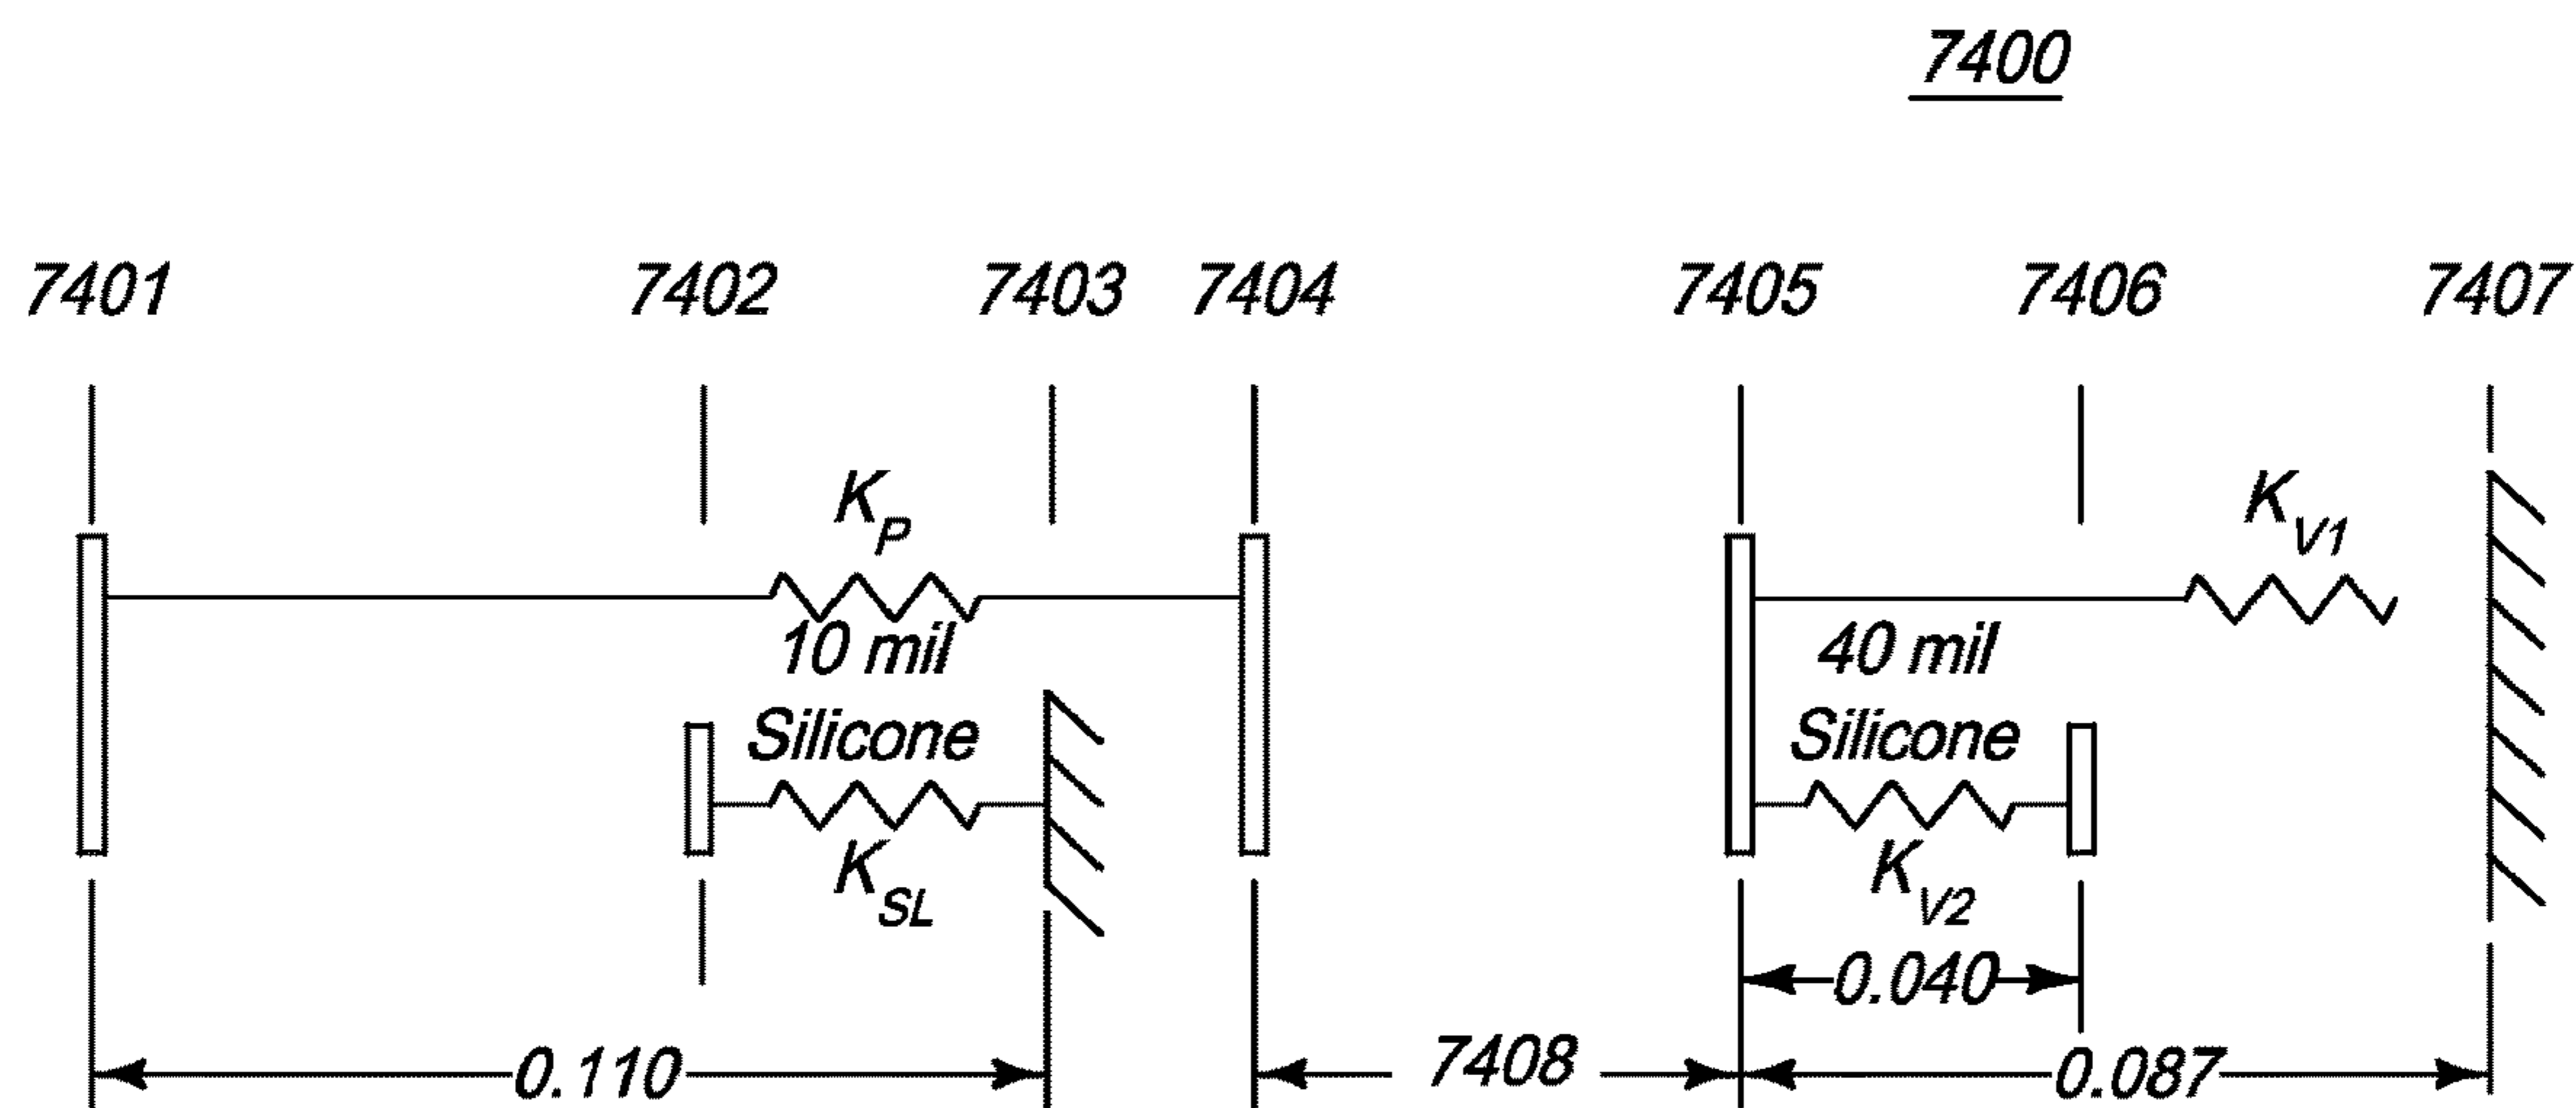 7400
7401 7402 7403 7404 7405 7406 7407
K_P K_V1
10 mil 40 mil
Silicone Silicone
K_SL K_V2
0.040
0.110 7408 0.087